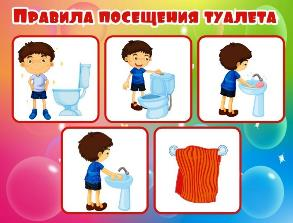 Правила посещения туалета